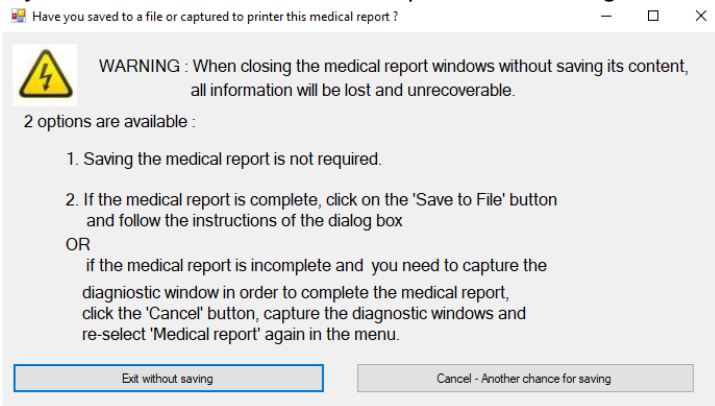 Have you saved to a file or captured to printer this medical report ?
WARNING : When closing the medical report windows without saving its content,
all information will be lost and unrecoverable.
2 options are available :
1. Saving the medical report is not required.
2. If the medical report is complete, click on the 'Save to File' button
and follow the instructions of the dialog box
OR
if the medical report is incomplete and you need to capture the
diagniostic window in order to complete the medical report,
click the 'Cancel' button, capture the diagnostic windows and
re-select 'Medical report' again in the menu.
Exit without saving
Cancel - Another chance for saving